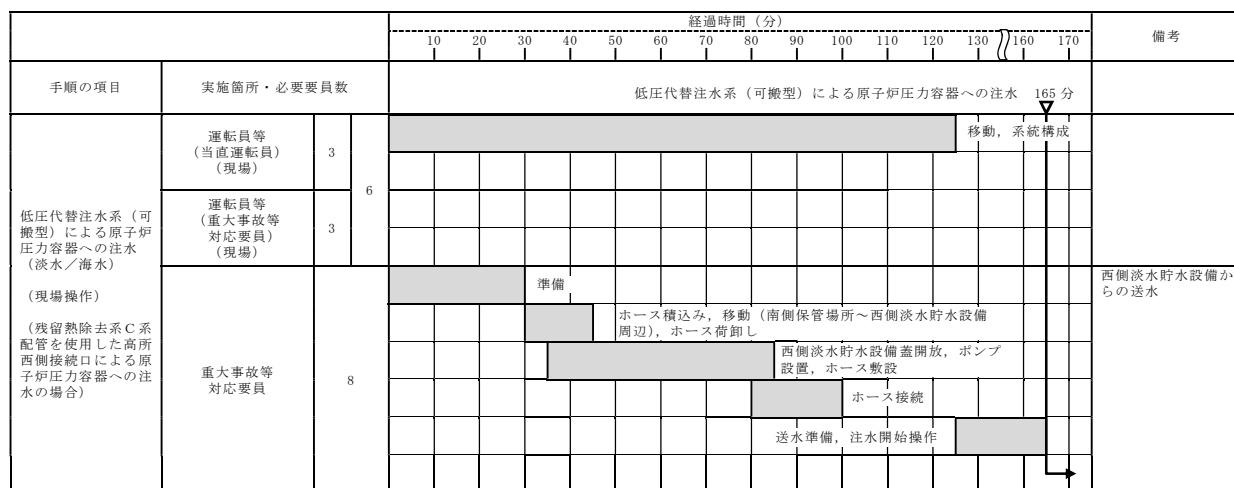 経過時間（分）
備考
10 20 30 40 50 60 70 80 90 100 110 120 130 160 170
手順の項目
実施箇所・必要要員数
低圧代替注水系（可搬型）による原子炉圧力容器への注水 165 分
運転員等
（当直運転員）
（現場）
3
移動，系統構成
6
運転員等
（重大事故等
対応要員）
（現場）
3
低圧代替注水系（可
搬型）による原子炉
圧力容器への注水
（淡水／海水）
（現場操作）
（残留熱除去系Ｃ系
配管を使用した高所
西側接続口による原
子炉圧力容器への注
水の場合）
重大事故等
対応要員
8
準備
ホース積込み，移動（南側保管場所～西側淡水貯水設備
周辺），ホース荷卸し
西側淡水貯水設備蓋開放，ポンプ
設置，ホース敷設
ホース接続
送水準備，注水開始操作
西側淡水貯水設備か
らの送水